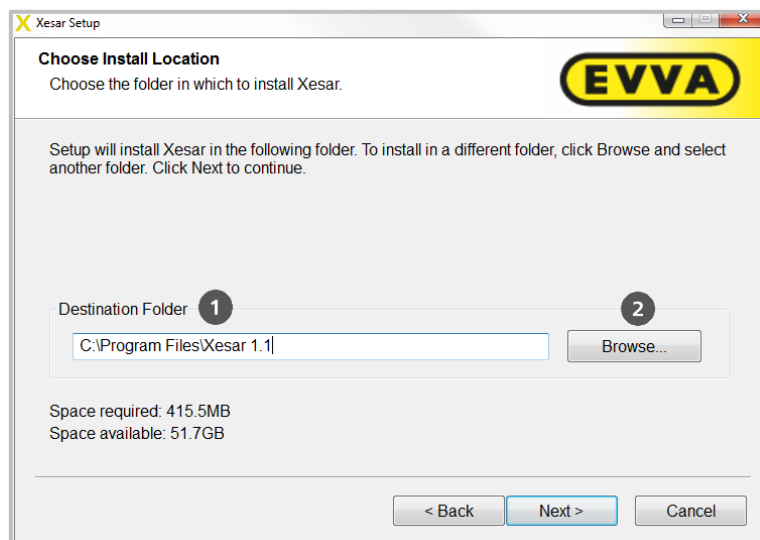 Xesar Setup
Choose Install Location
Choose the folder in which to install Xesar.
EVVA
Setup will install Xesar in the following folder. To install in a different folder, click Browse and select
another folder. Click Next to continue.
Destination Folder 1
2
C:\Program Files\Xesar 1.1
Browse...
Space required: 415.5MB
Space available: 51.7GB
< Back Next > Cancel